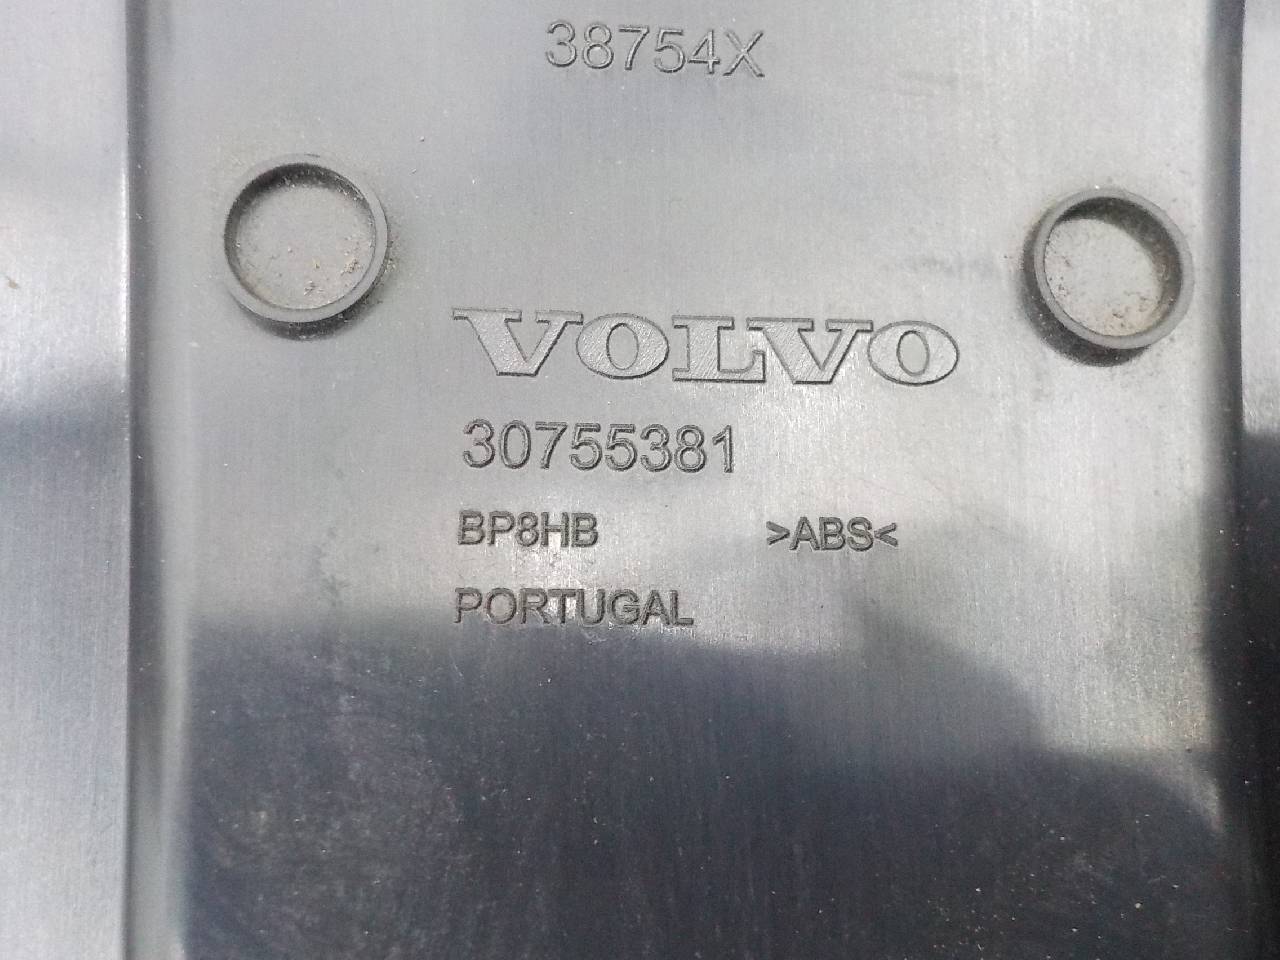 38754X
VOLVO
30755381
BP8HB >ABS<
PORTUGAL